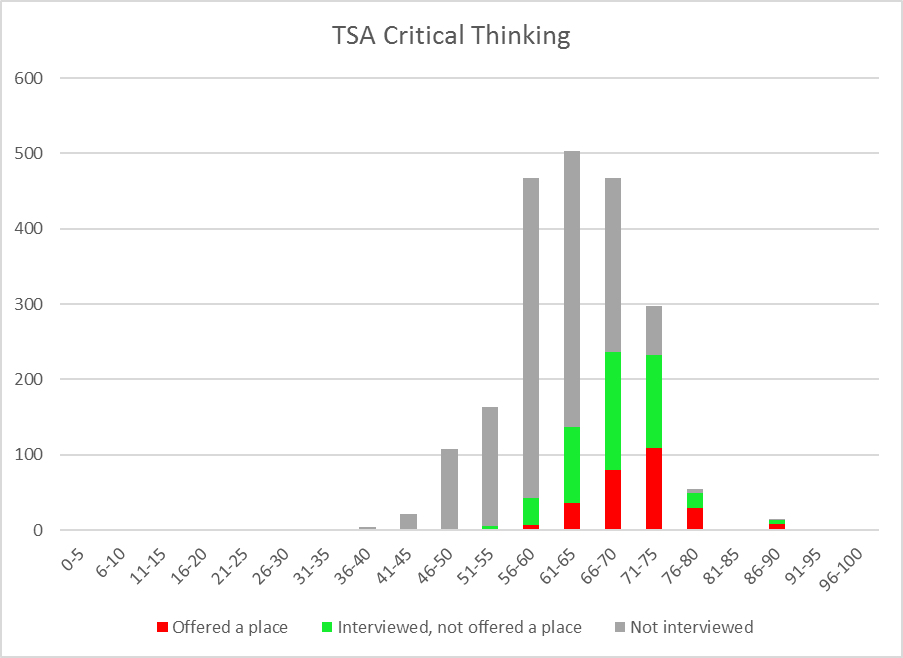 TSA Critical Thinking
600
500
400
300
200
100
0
0-5 6-10 11-15 16-20 21-25 26-30 31-35 36-40 41-45 46-50 51-55 56-60 61-65 66-70 71-75 76-80 81-85 86-90 91-95 96-100
Offered a place Interviewed, not offered a place Not interviewed